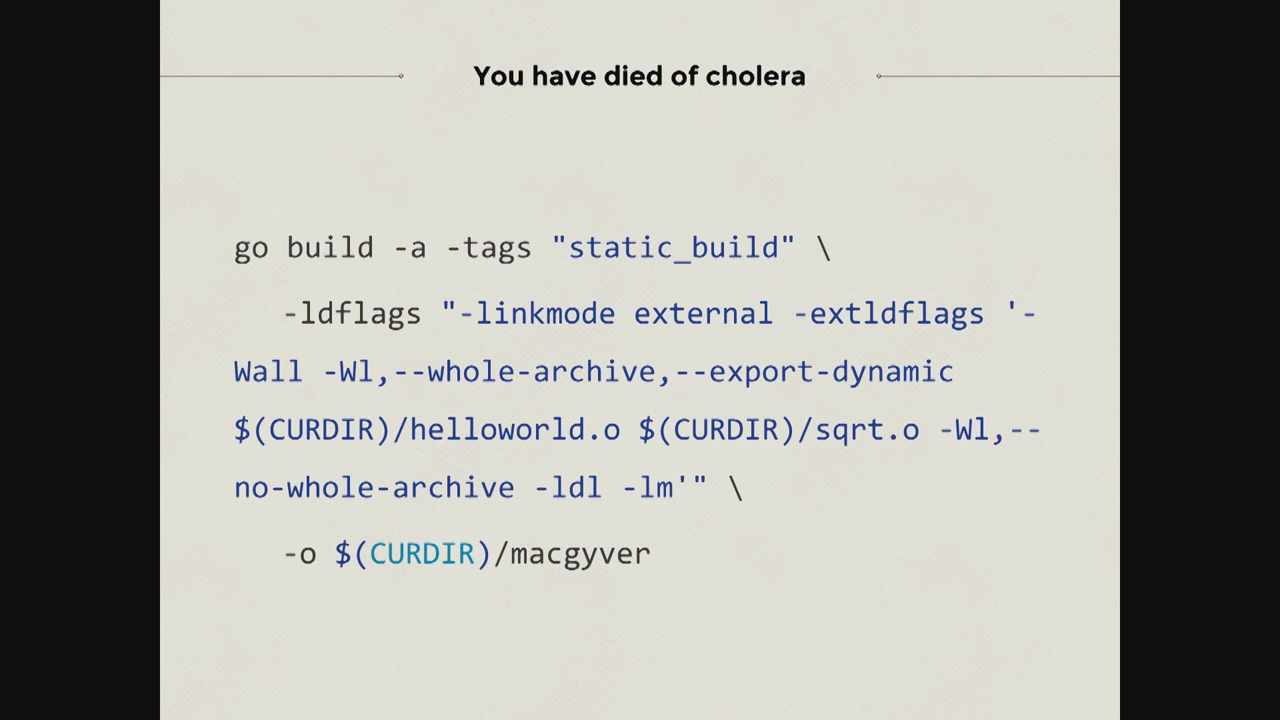 You have died of cholera
go build -a -tags "static_build" \
-ldflags "-linkmode external -extldflags '-
Wall -Wl,--whole-archive,--export-dynamic
$(CURDIR)/helloworld.o $(CURDIR)/sqrt.o -Wl,--
no-whole-archive -ldl -lm'" \
-o $(CURDIR)/macgyver